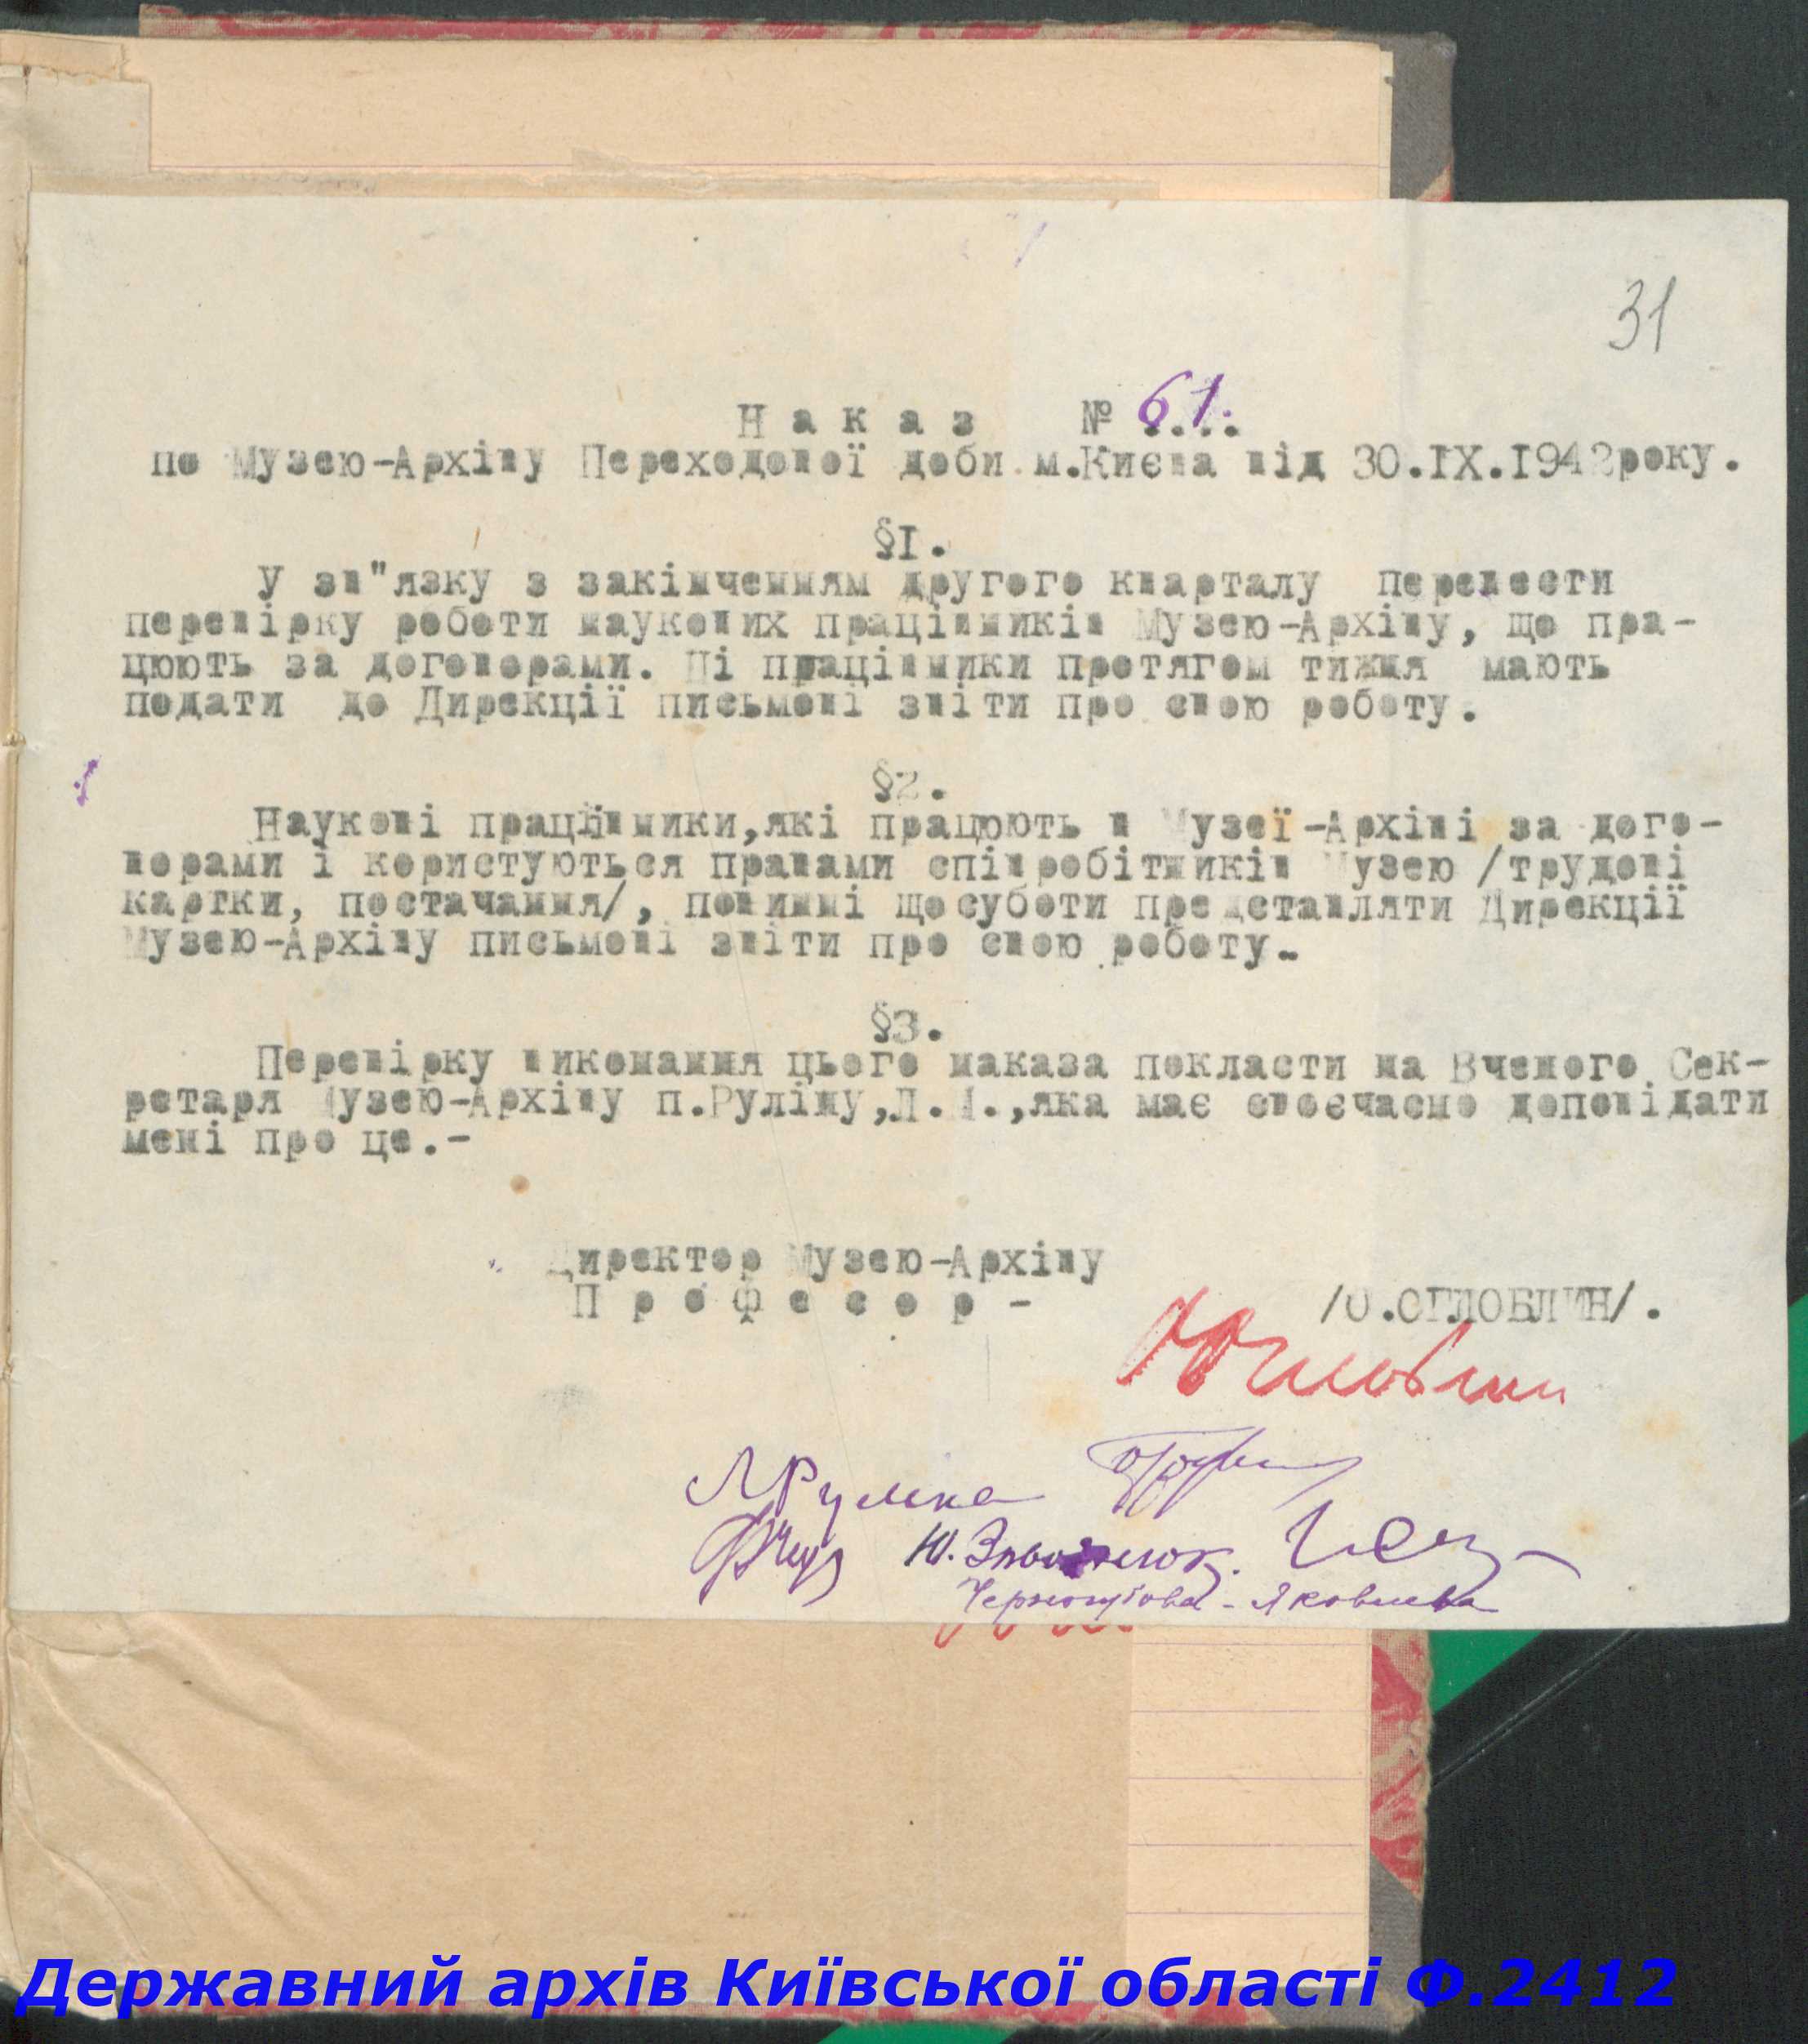 31
Наказ № 61.
по Музею-Архіву Переходової доби м.Києва від 30.IX.1942року.
§I.
У зв"язку з закінченням другого кварталу перевести
перевірку роботи наукових працівників Музею-Архіву, що пра-
цюють за договорами. Ці працівники протягом тижня мають
подати до Дирекції письмові звіти про свою роботу.
§2.
Наукові працівники,які працюють в Музеї-Архіві за дого-
ворами і користуються правами співробітників Музею /трудові
картки, постачання/, повинні щосуботи представляти Дирекції
Музею-Архіву письмові звіти про свою роботу.
§3.
Перевірку виконання цього наказа покласти на Вченого Сек-
ретаря Музею-Архіву п.Руліну,Л. ,яка має своєчасно доповідати
мені про це.-
Директор Музею-Архіву
Професор - /О.ОГЛОБЛИН/.
ООглоблин
ЛРуліна
Ю.
Державний архів Київської області Ф.2412